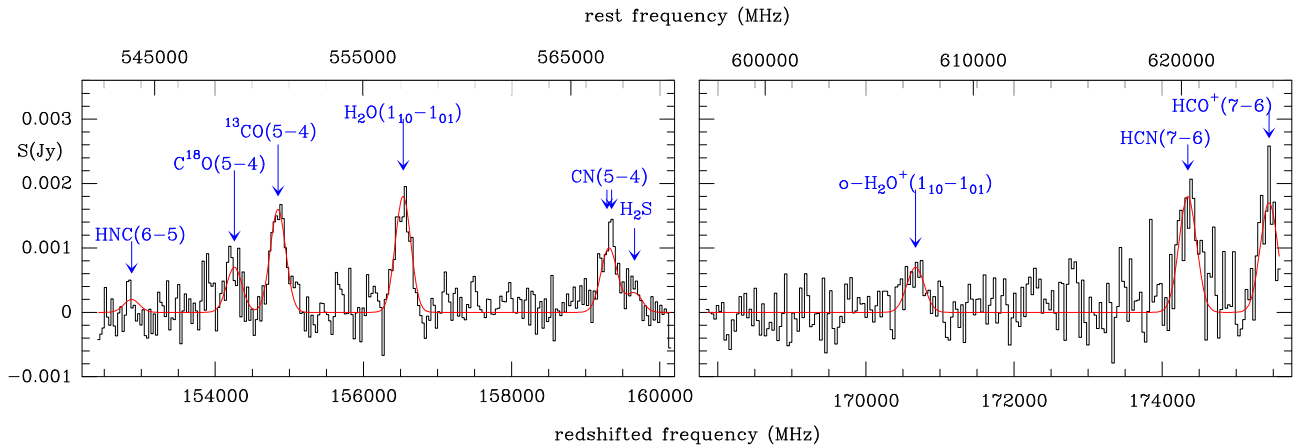 rest frequency (MHz)
545000 555000 565000 600000 610000 620000
0.003
0.002
0.001
0
−0.001
S(Jy)
HNC(6−5)
C¹⁸O(5−4)
¹³CO(5−4)
H₂O(1₁₀−1₀₁)
CN(5−4)
H₂S
o−H₂O⁺(1₁₀−1₀₁)
HCN(7−6)
HCO⁺(7−6)
154000 156000 158000 160000 170000 172000 174000
redshifted frequency (MHz)